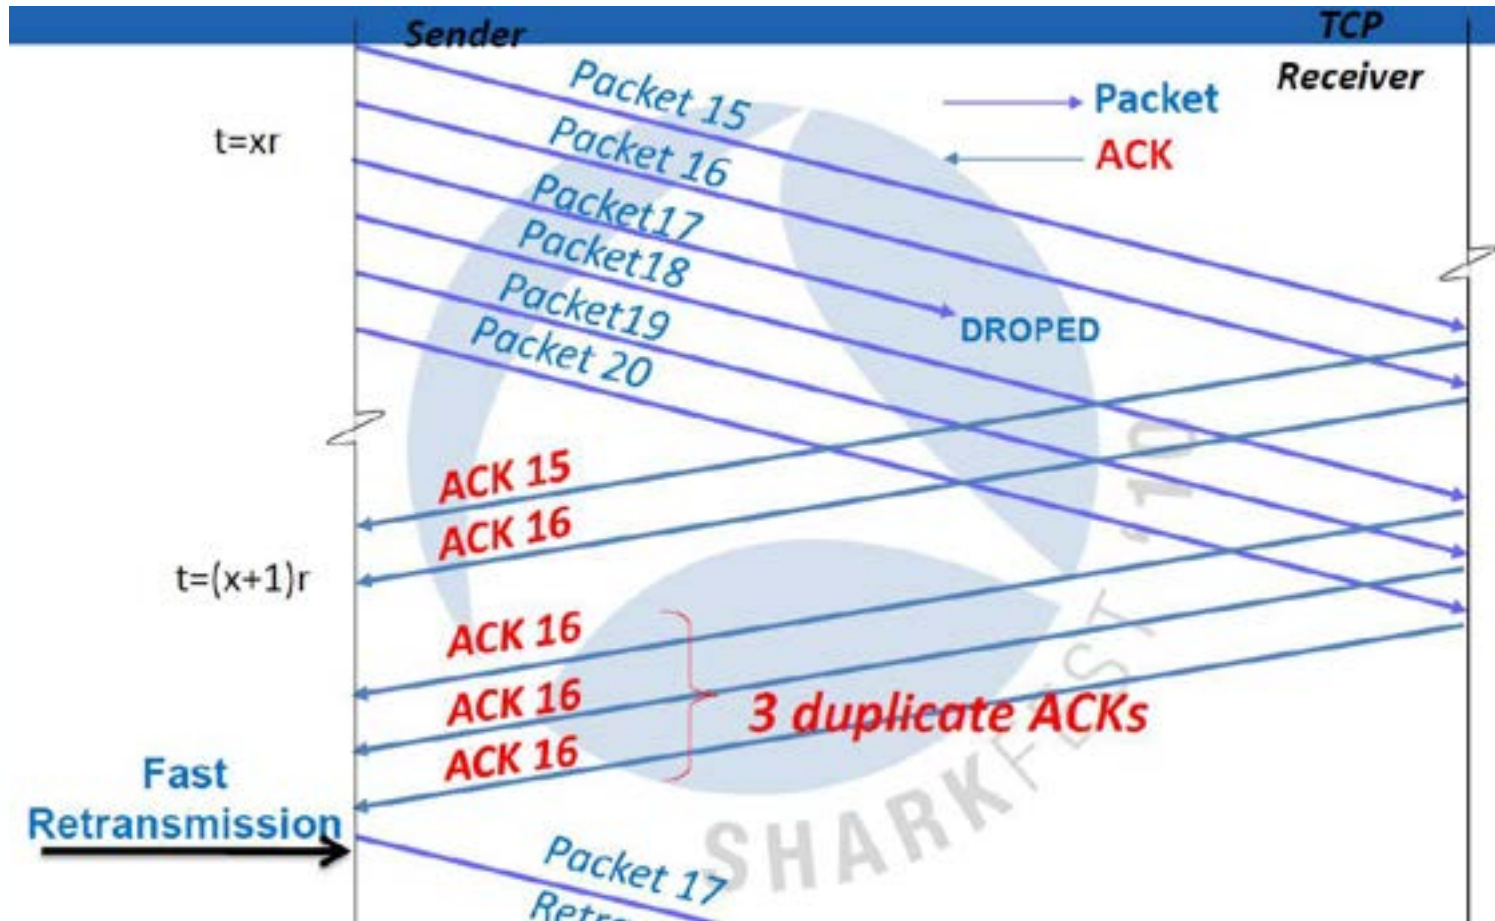 Sender
TCP
Receiver
Packet
ACK
t=xr
Packet 15
Packet 16
Packet17
Packet18
Packet19
Packet 20
DROPED
ACK 15
ACK 16
t=(x+1)r
ACK 16
ACK 16
ACK 16
3 duplicate ACKs
Fast
Retransmission
Packet 17
SHARKFEST '10